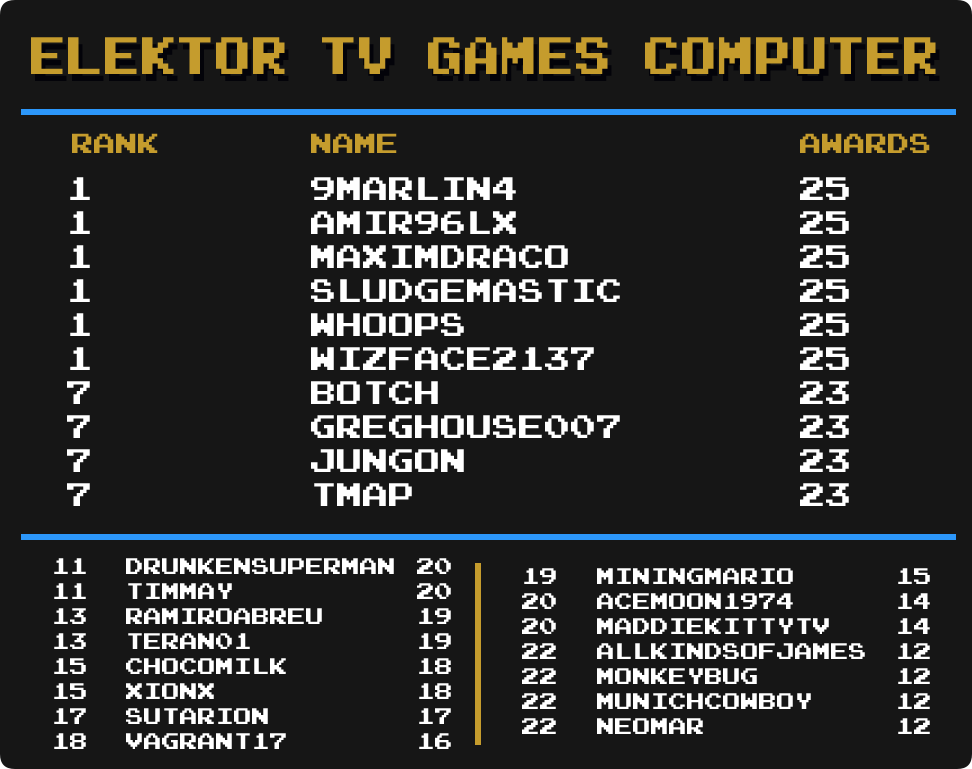 ELEKTOR TV GAMES COMPUTER
RANK NAME AWARDS
1 9MARLIN4 25
1 AMIR96LX 25
1 MAXIMDRACO 25
1 SLUDGEMASTIC 25
1 WHOOPS 25
1 WIZFACE2137 25
7 BOTCH 23
7 GREGHOUSE007 23
7 JUNGON 23
7 TMAP 23
11 DRUNKENSUPERMAN 20
11 TIMMAY 20
13 RAMIROABREU 19
13 TERAN01 19
15 CHOCOMILK 18
15 XIONX 18
17 SUTARION 17
18 VAGRANT17 16
19 MININGMARIO 15
20 ACEMOON1974 14
20 MADDIEKITTYTV 14
22 ALLKINDSOFJAMES 12
22 MONKEYBUG 12
22 MUNICHCOWBOY 12
22 NEOMAR 12